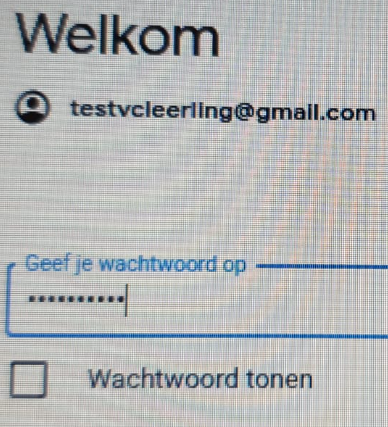 Welkom
testvcleerling@gmail.com
Geef je wachtwoord op
••••••••••
Wachtwoord tonen